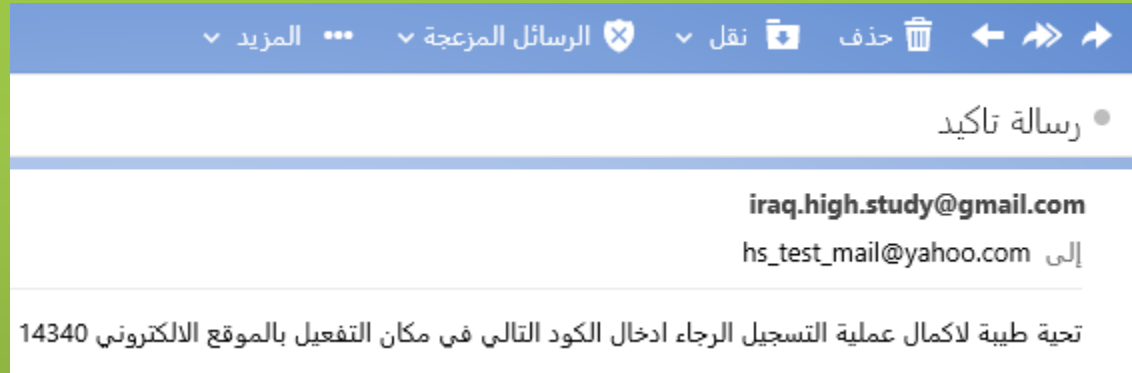 حذف نقل الرسائل المزعجة ••• المزيد
رسالة تاكيد
iraq.high.study@gmail.com
إلى hs_test_mail@yahoo.com
تحية طيبة لاكمال عملية التسجيل الرجاء ادخال الكود التالي في مكان التفعيل بالموقع الالكتروني 14340